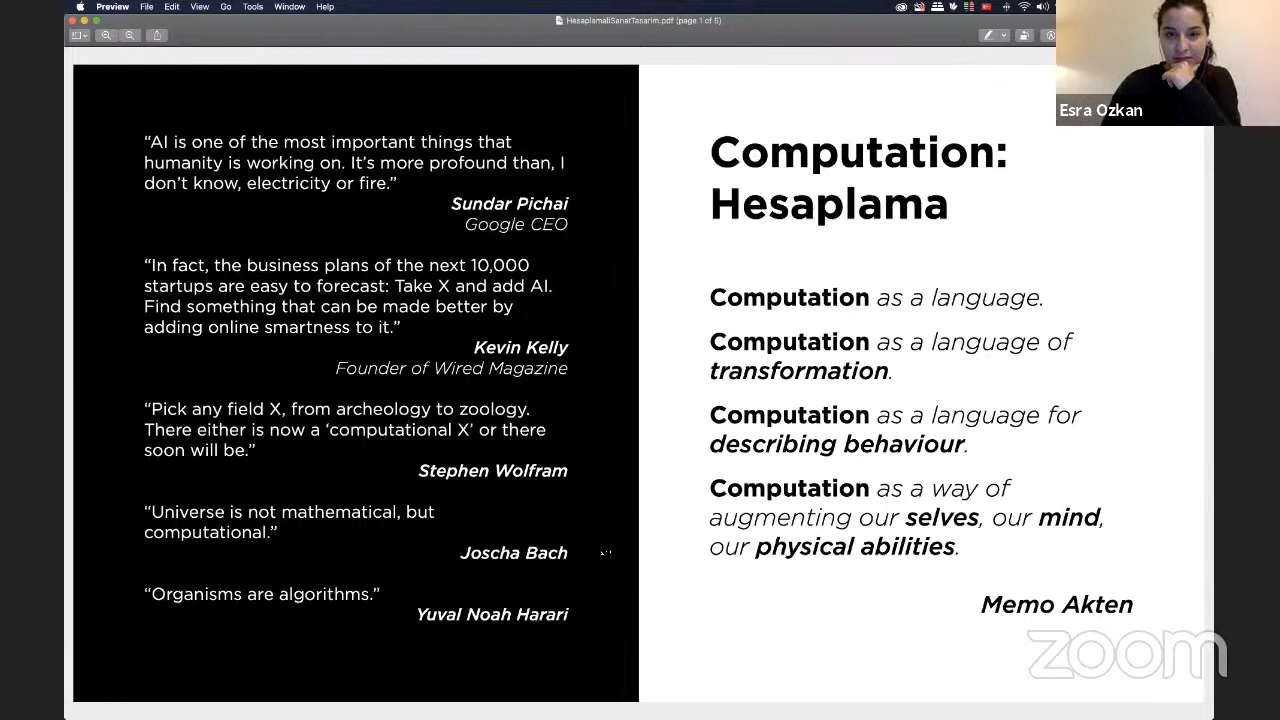 Preview File Edit View Go Tools Window Help
HesaplamaliSanatTasarim.pdf (page 1 of 5)
Esra Ozkan
“AI is one of the most important things that
humanity is working on. It’s more profound than, I
don’t know, electricity or fire.”
Sundar Pichai
Google CEO
“In fact, the business plans of the next 10,000
startups are easy to forecast: Take X and add AI.
Find something that can be made better by
adding online smartness to it.”
Kevin Kelly
Founder of Wired Magazine
“Pick any field X, from archeology to zoology.
There either is now a ‘computational X’ or there
soon will be.”
Stephen Wolfram
“Universe is not mathematical, but
computational.”
Joscha Bach
“Organisms are algorithms.”
Yuval Noah Harari
Computation:
Hesaplama
Computation as a language.
Computation as a language of
transformation.
Computation as a language for
describing behaviour.
Computation as a way of
augmenting our selves, our mind,
our physical abilities.
Memo Akten
zoom